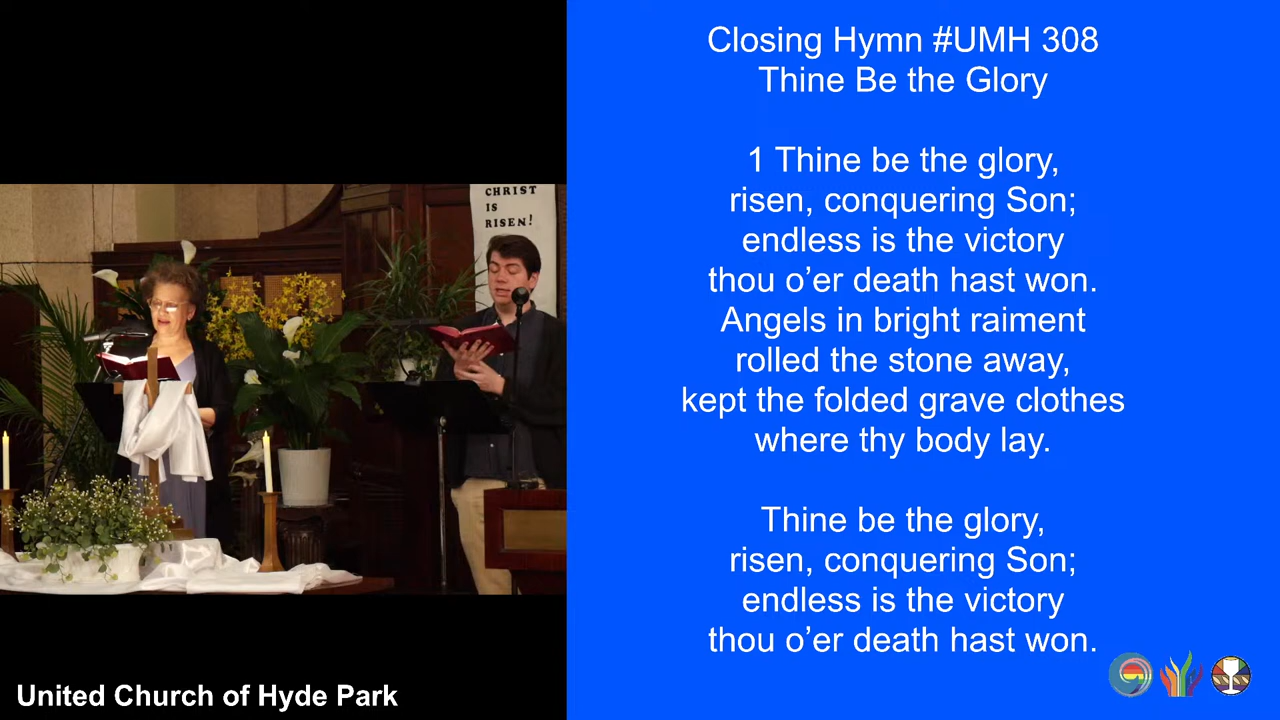 Closing Hymn #UMH 308
Thine Be the Glory
1 Thine be the glory,
risen, conquering Son;
endless is the victory
thou o’er death hast won.
Angels in bright raiment
rolled the stone away,
kept the folded grave clothes
where thy body lay.
Thine be the glory,
risen, conquering Son;
endless is the victory
thou o’er death hast won.
CHRIST
IS
RISEN!
United Church of Hyde Park